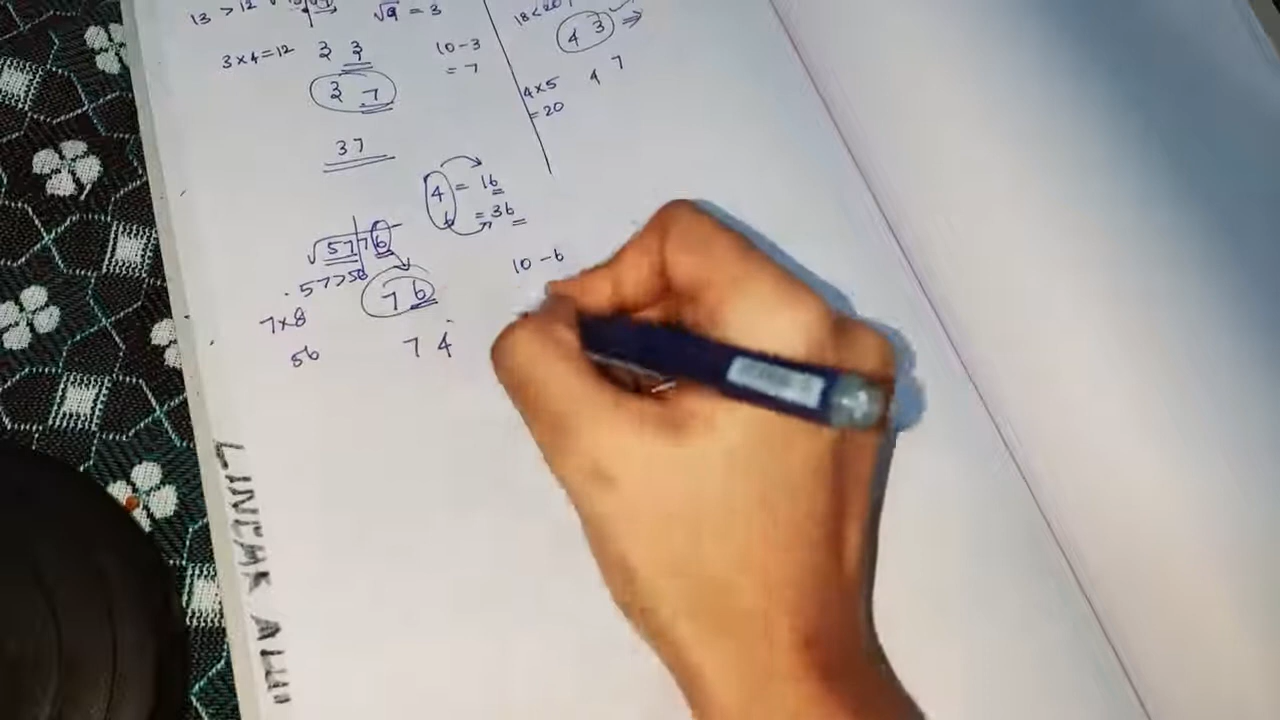 13 > 12
√9 = 3
3 x 4 = 12
3 3
10 - 3
= 7
3 7
37
18 < 20
4 3 ⇒
4 7
4 x 5
= 20
4 = 16
6 = 36
√5776
57 > 56
7 6
10 - 6
7 x 8
56
7 4
LINEAR